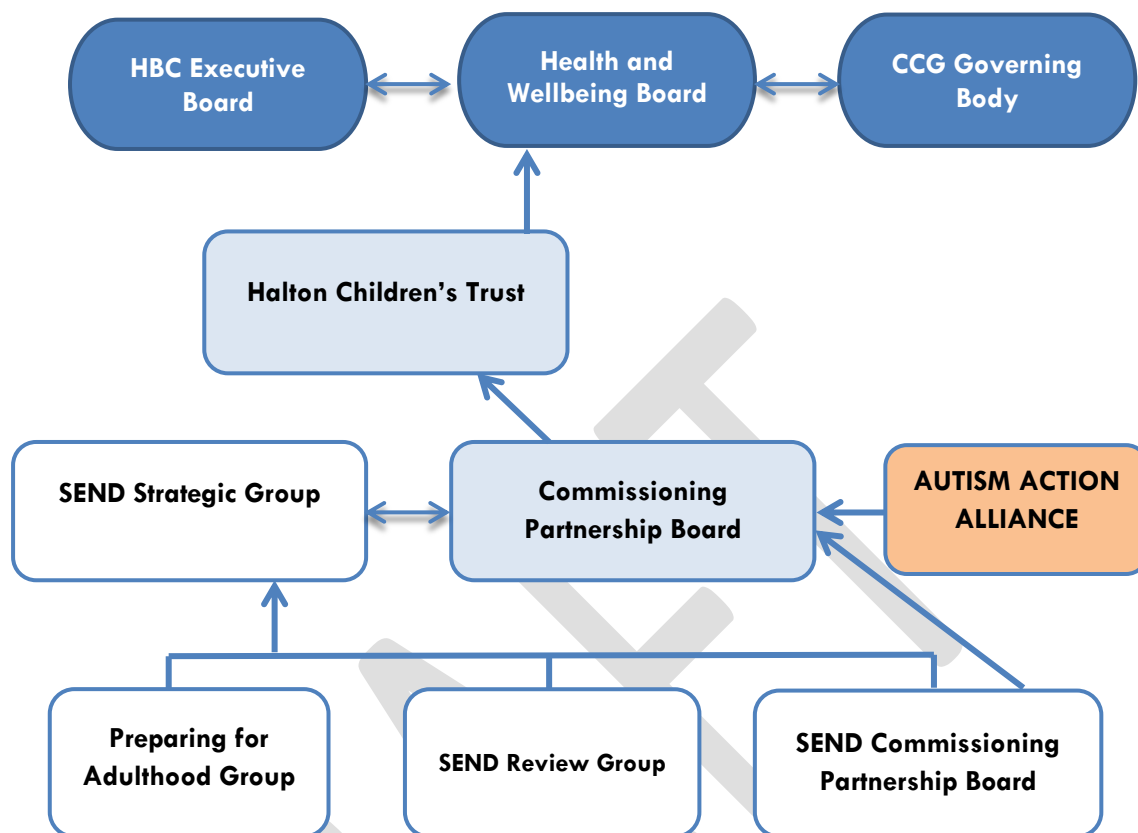 HBC Executive
Board
Health and
Wellbeing Board
CCG Governing
Body
Halton Children’s Trust
SEND Strategic Group
Commissioning
Partnership Board
AUTISM ACTION
ALLIANCE
Preparing for
Adulthood Group
SEND Review Group
SEND Commissioning
Partnership Board